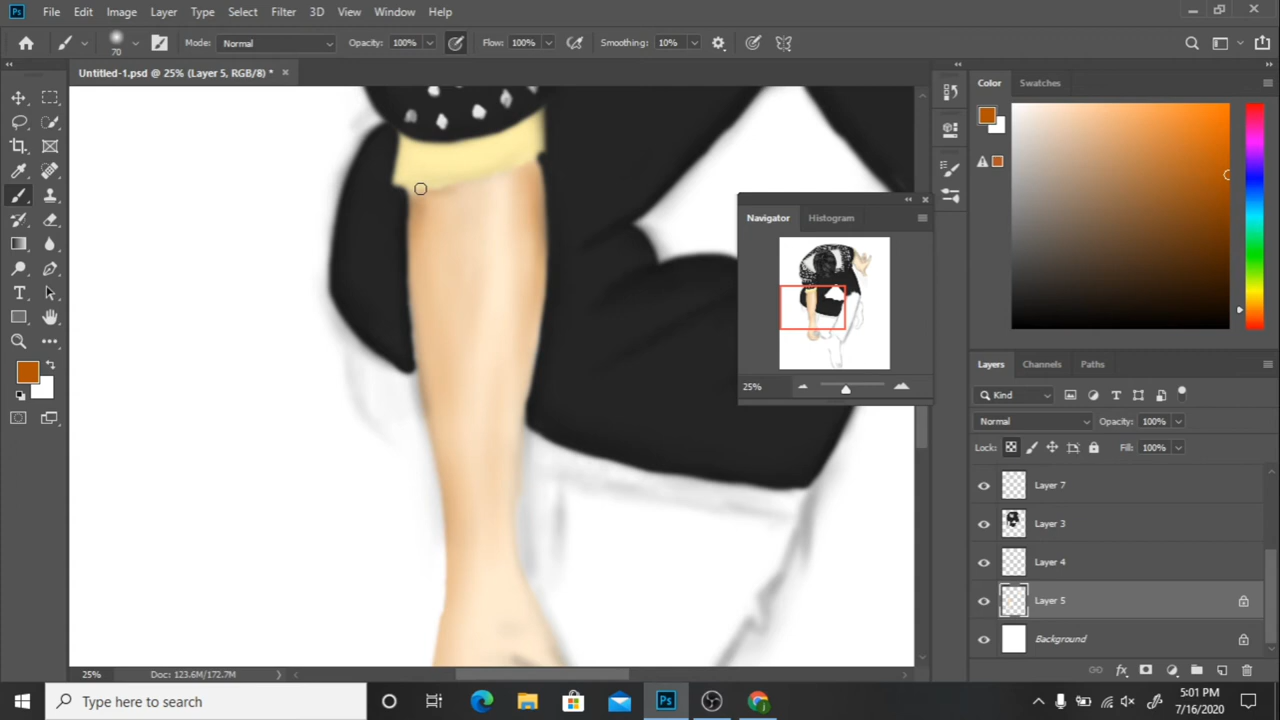 Ps File Edit Image Layer Type Select Filter 3D View Window Help
70 Mode: Normal Opacity: 100% Flow: 100% Smoothing: 10%
Untitled-1.psd @ 25% (Layer 5, RGB/8) * ×
Color Swatches
Navigator Histogram
25%
Layers Channels Paths
Kind
Normal Opacity: 100%
Lock: Fill: 100%
Layer 7
Layer 3
Layer 4
Layer 5
Background
25% Doc: 123.6M/172.7M
Type here to search
Ps
5:01 PM
7/16/2020